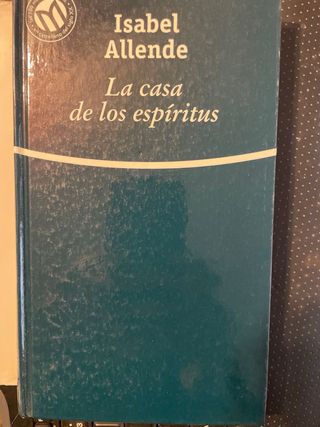 Isabel
Allende
La casa
de los espíritus